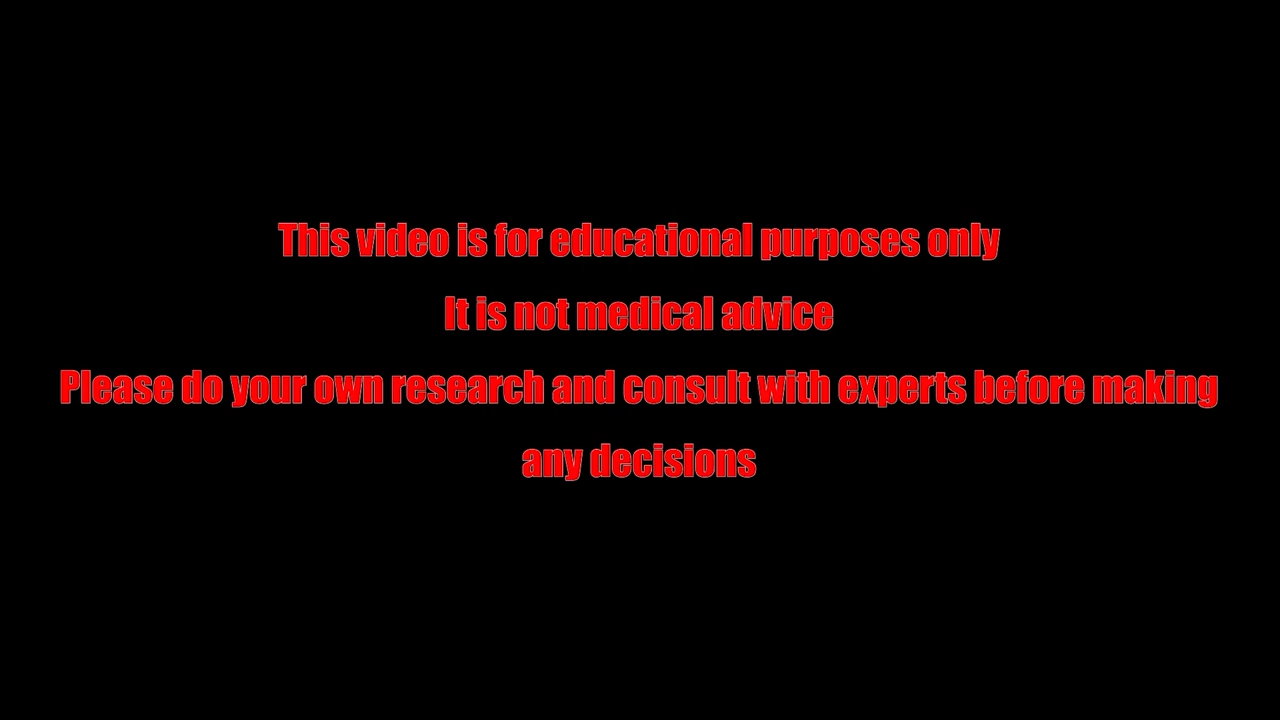 This video is for educational purposes only
It is not medical advice
Please do your own research and consult with experts before making
any decisions